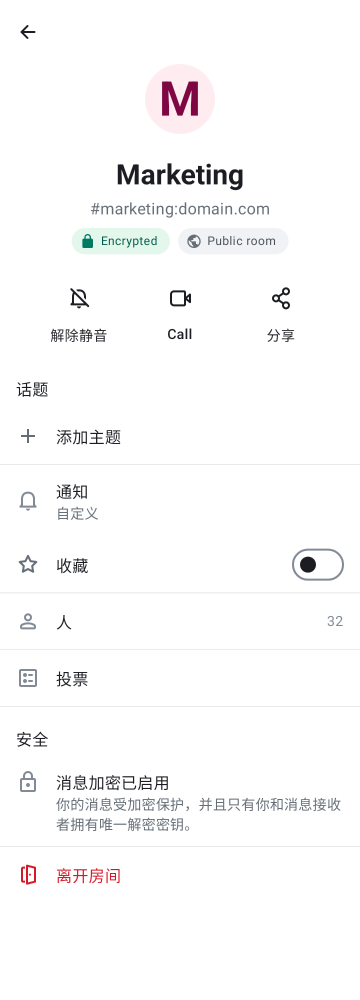 M
Marketing
#marketing:domain.com
Encrypted
Public room
解除静音
Call
分享
话题
添加主题
通知
自定义
收藏
人
32
投票
安全
消息加密已启用
你的消息受加密保护，并且只有你和消息接收
者拥有唯一解密密钥。
离开房间